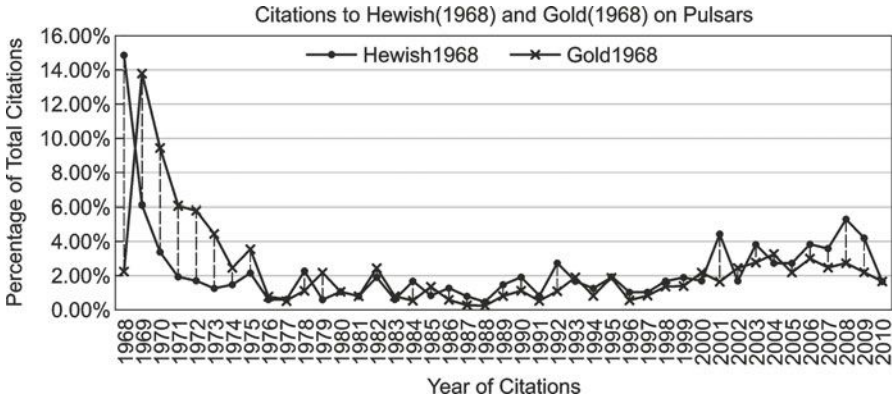 Citations to Hewish(1968) and Gold(1968) on Pulsars
16.00%
14.00%
12.00%
10.00%
8.00%
6.00%
4.00%
2.00%
0.00%
Percentage of Total Citations
Hewish1968 Gold1968
1968 1969 1970 1971 1972 1973 1974 1975 1976 1977 1978 1979 1980 1981 1982 1983 1984 1985 1986 1987 1988 1989 1990 1991 1992 1993 1994 1995 1996 1997 1998 1999 2000 2001 2002 2003 2004 2005 2006 2007 2008 2009 2010
Year of Citations